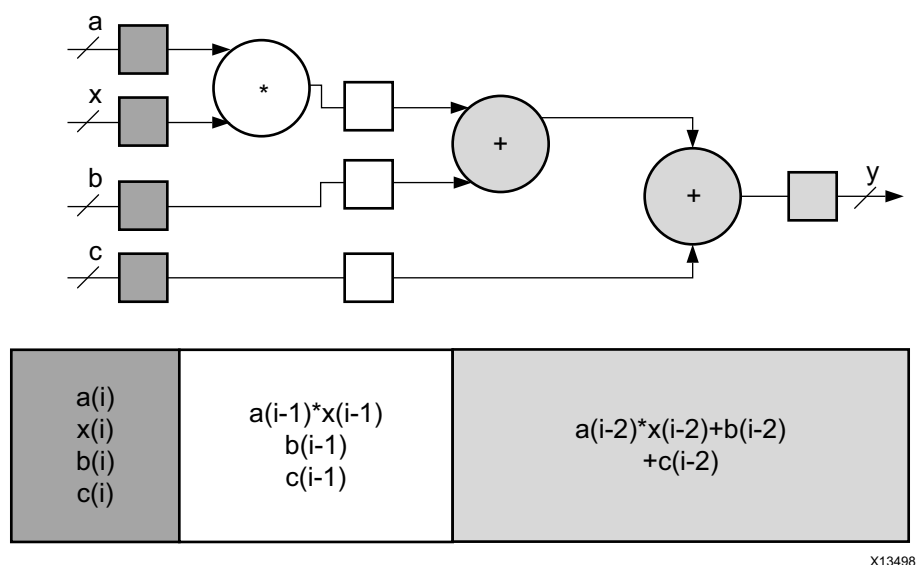 a
x
*
b
+
+
y
c
a(i)
x(i)
b(i)
c(i)
a(i-1)*x(i-1)
b(i-1)
c(i-1)
a(i-2)*x(i-2)+b(i-2)
+c(i-2)
X13498